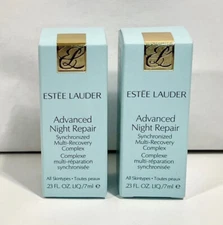 ESTĒE LAUDER
Advanced
Night Repair
Synchronized
Multi-Recovery
Complex
Complexe
multi-réparation
synchronisée
All Skintypes • Toutes peaux
.23 FL. OZ. LIQ./7ml ℮
ESTĒE LAUDER
Advanced
Night Repair
Synchronized
Multi-Recovery
Complex
Complexe
multi-réparation
synchronisée
All Skintypes • Toutes peaux
.23 FL. OZ. LIQ./7ml ℮